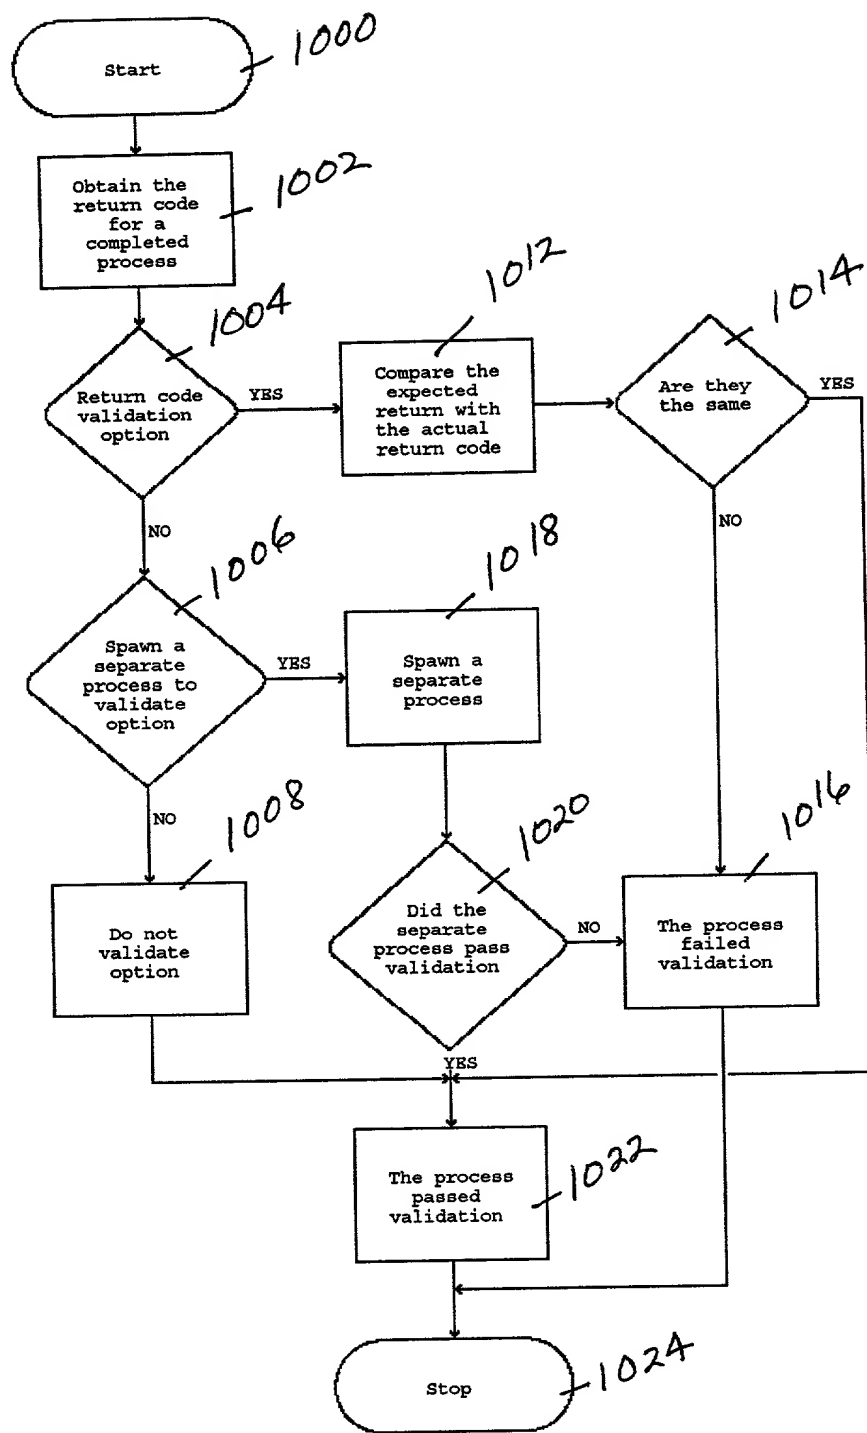 1000
Start
1002
Obtain the
return code
for a
completed
process
1004
Return code
validation
option
YES
NO
1012
Compare the
expected
return with
the actual
return code
1014
Are they
the same
YES
NO
1006
Spawn a
separate
process to
validate
option
YES
NO
1018
Spawn a
separate
process
1008
Do not
validate
option
1020
Did the
separate
process pass
validation
NO
YES
1016
The process
failed
validation
1022
The process
passed
validation
Stop
1024